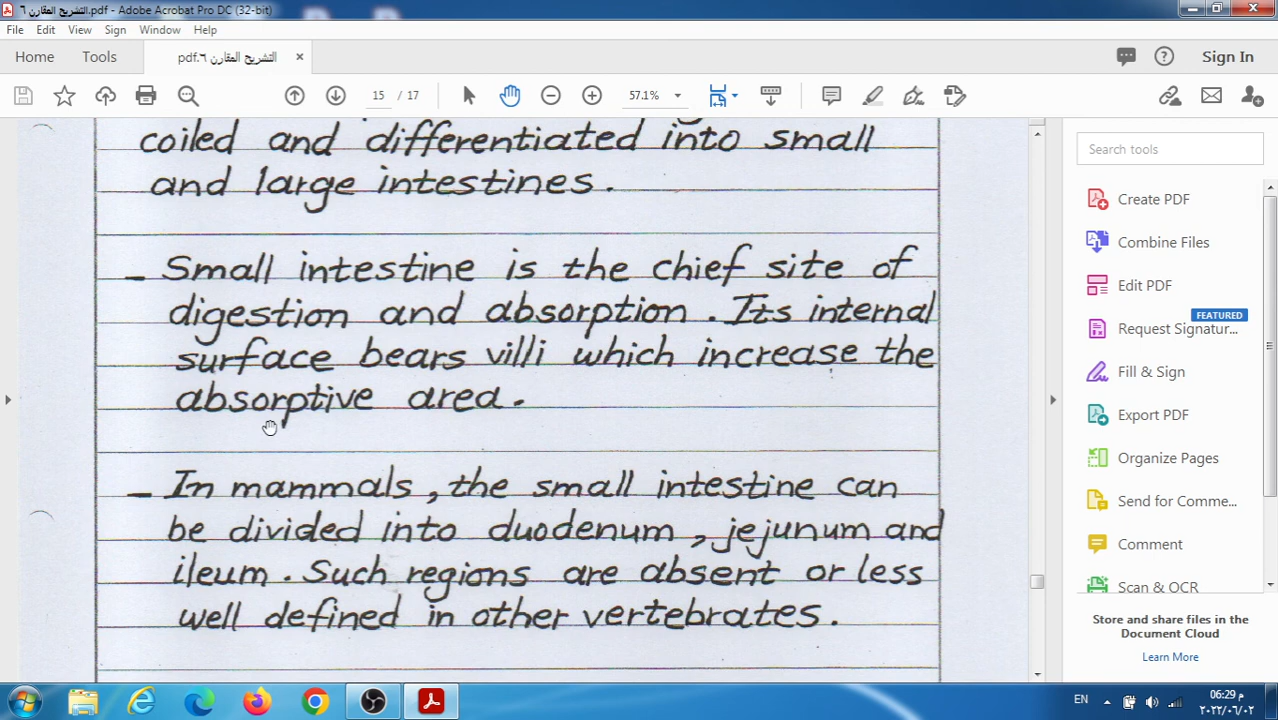 التشريح المقارن ٦.pdf - Adobe Acrobat Pro DC (32-bit)
File Edit View Sign Window Help
Home Tools التشريح المقارن ٦.pdf × Sign In
15 / 17 57.1%
coiled and differentiated into small
and large intestines.
- Small intestine is the chief site of
digestion and absorption. Its internal
surface bears villi which increase the
absorptive area.
- In mammals, the small intestine can
be divided into duodenum, jejunum and
ileum. Such regions are absent or less
well defined in other vertebrates.
Search tools
Create PDF
Combine Files
Edit PDF
FEATURED
Request Signatur...
Fill & Sign
Export PDF
Organize Pages
Send for Comme...
Comment
Scan & OCR
Store and share files in the
Document Cloud
Learn More
EN
06:29 م
٢٠٢٢/٠٦/٠٢